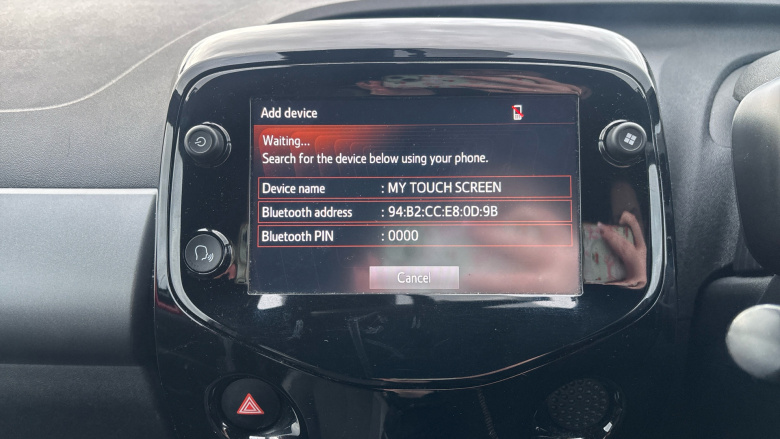 Add device
Waiting...
Search for the device below using your phone.
Device name : MY TOUCH SCREEN
Bluetooth address : 94:B2:CC:E8:0D:9B
Bluetooth PIN : 0000
Cancel